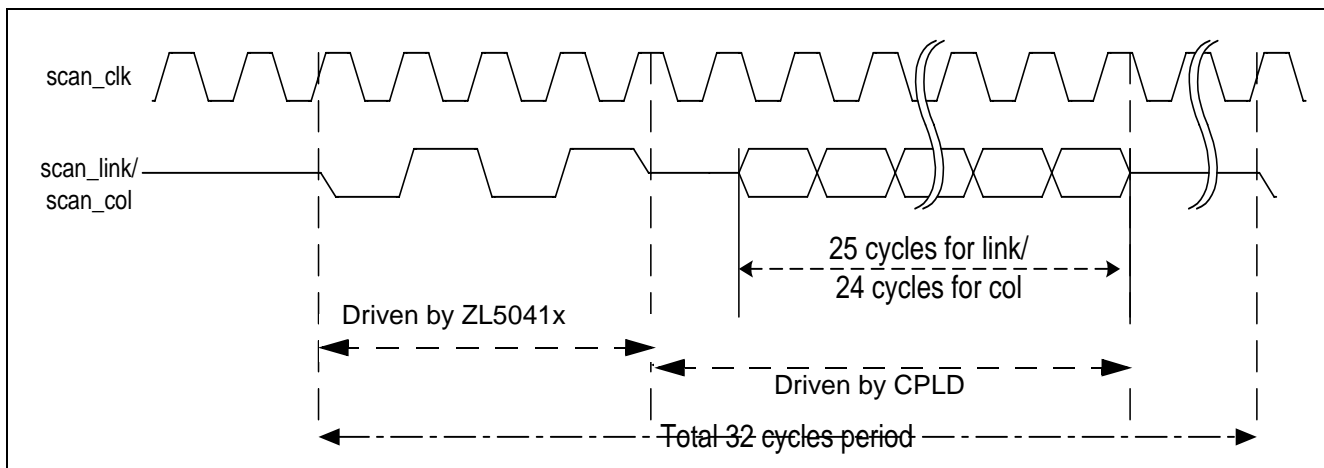 scan_clk
scan_link/
scan_col
25 cycles for link/
24 cycles for col
Driven by ZL5041x
Driven by CPLD
Total 32 cycles period